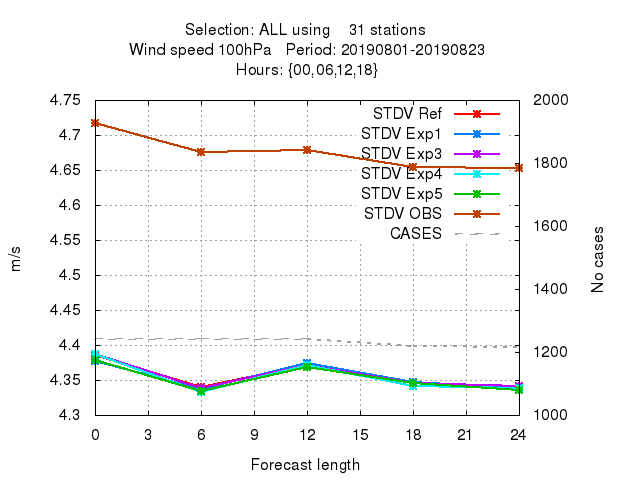 Selection: ALL using 31 stations
Wind speed 100hPa Period: 20190801-20190823
Hours: {00,06,12,18}
4.75
4.7
4.65
4.6
4.55
4.5
4.45
4.4
4.35
4.3
m/s
STDV Ref
STDV Exp1
STDV Exp3
STDV Exp4
STDV Exp5
STDV OBS
CASES
2000
1800
1600
1400
1200
1000
No cases
0 3 6 9 12 15 18 21 24
Forecast length